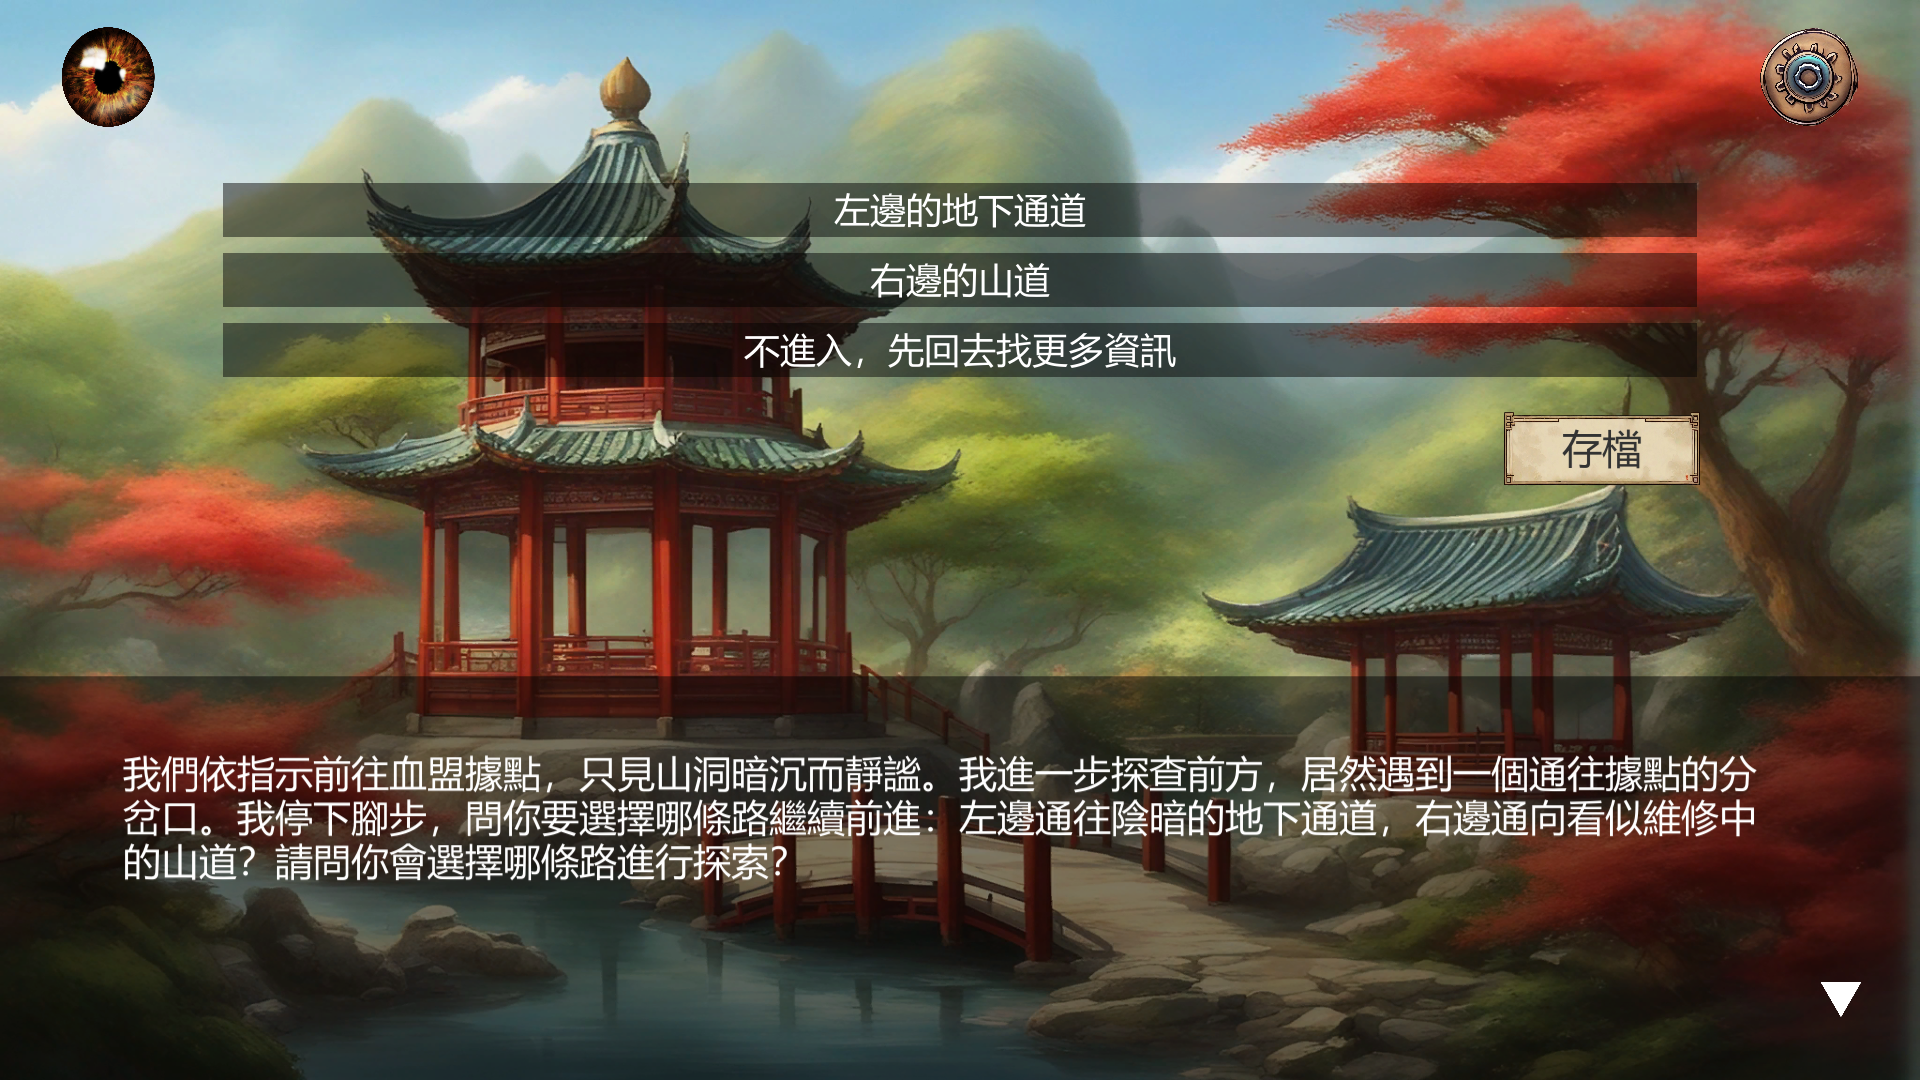 左邊的地下通道
右邊的山道
不進入，先回去找更多資訊
存檔
我們依指示前往血盟據點，只見山洞暗沉而靜謐。我進一步探查前方，居然遇到一個通往據點的分
岔口。我停下腳步，問你要選擇哪條路繼續前進：左邊通往陰暗的地下通道，右邊通向看似維修中
的山道？請問你會選擇哪條路進行探索？